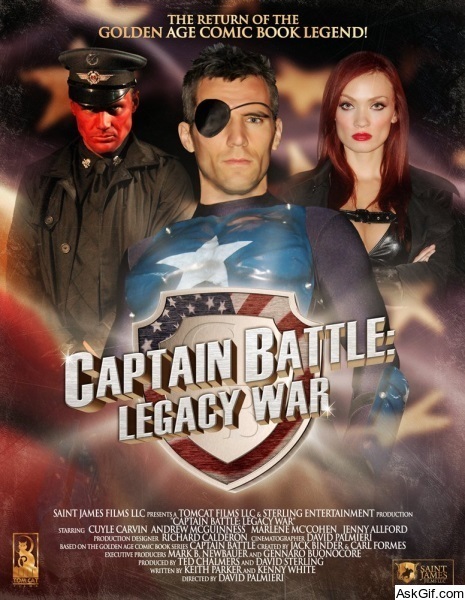 THE RETURN OF THE
GOLDEN AGE COMIC BOOK LEGEND!
CAPTAIN BATTLE:
LEGACY WAR
SAINT JAMES FILMS LLC PRESENTS A TOMCAT FILMS LLC & STERLING ENTERTAINMENT PRODUCTION
"CAPTAIN BATTLE: LEGACY WAR"
STARRING CUYLE CARVIN ANDREW MCGUINNESS MARLENE MCCOHEN JENNY ALLFORD
PRODUCTION DESIGNER RICHARD CALDERON CINEMATOGRAPHER DAVID PALMIERI
BASED ON THE GOLDEN AGE COMIC BOOK SERIES CAPTAIN BATTLE CREATED BY JACK BINDER & CARL FORMES
EXECUTIVE PRODUCERS MARK B. NEWBAUER AND GENNARO BUONOCORE
PRODUCED BY TED CHALMERS AND DAVID STERLING
WRITTEN BY KEITH PARKER AND KENNY WHITE
DIRECTED BY DAVID PALMIERI
TOM CAT
SAINT
JAMES
FILMS LLC
AskGif.com